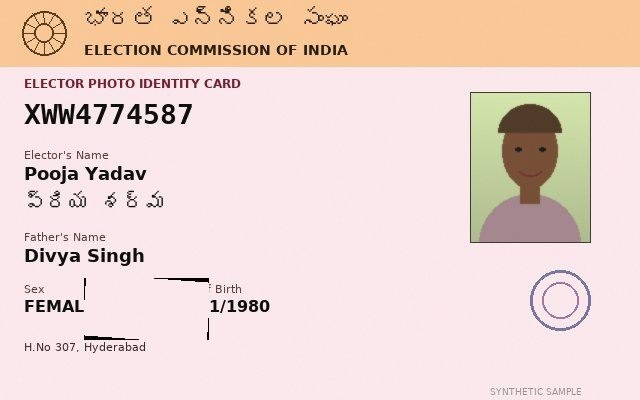 భారత ఎన్నికల సంఘం
ELECTION COMMISSION OF INDIA
ELECTOR PHOTO IDENTITY CARD
XWW4774587
Elector's Name
Pooja Yadav
ప్రియ శర్మ
Father's Name
Divya Singh
Sex Birth
FEMAL 1/1980
H.No 307, Hyderabad
SYNTHETIC SAMPLE